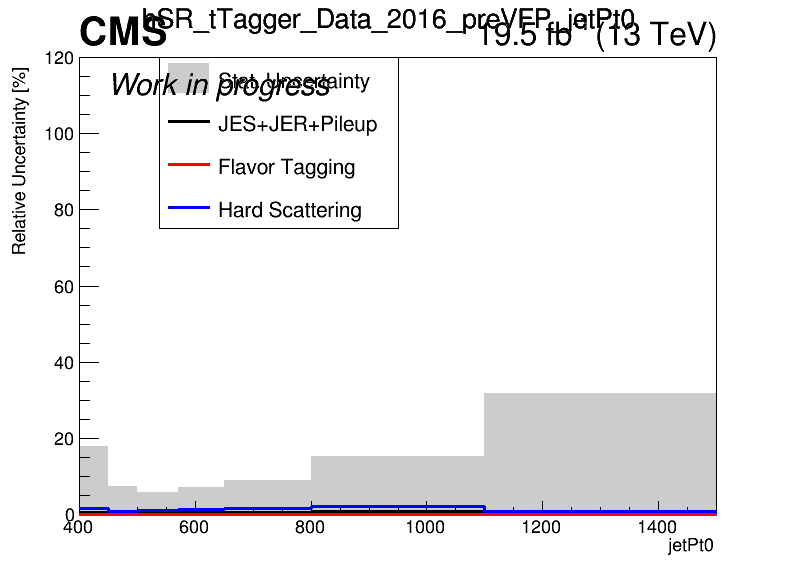 hSR_tTagger_Data_2016_preVFP_jetPt0
CMS
19.5 fb⁻¹ (13 TeV)
Work in progress
Stat. Uncertainty
JES+JER+Pileup
Flavor Tagging
Hard Scattering
Relative Uncertainty [%]
120
100
80
60
40
20
0
400 600 800 1000 1200 1400
jetPt0